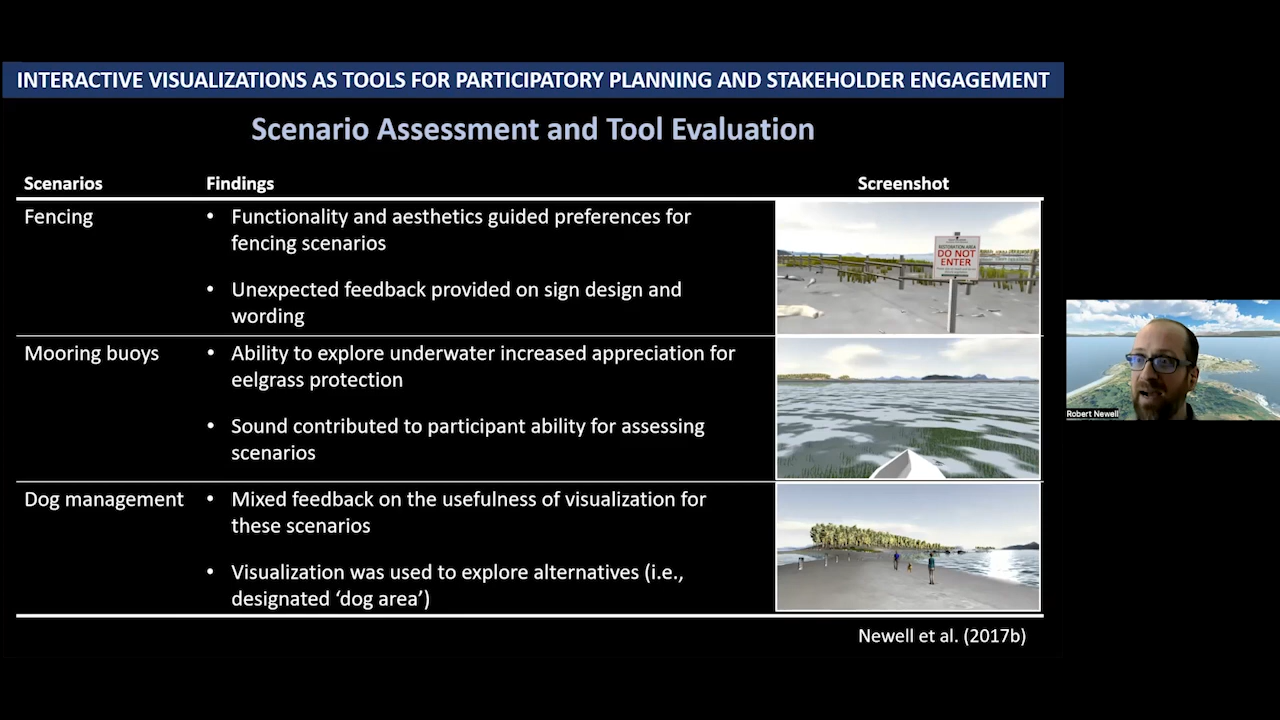 INTERACTIVE VISUALIZATIONS AS TOOLS FOR PARTICIPATORY PLANNING AND STAKEHOLDER ENGAGEMENT
Scenario Assessment and Tool Evaluation
Scenarios Findings Screenshot
Fencing
• Functionality and aesthetics guided preferences for
fencing scenarios
• Unexpected feedback provided on sign design and
wording
RESTORATION AREA
DO NOT
ENTER
Mooring buoys
• Ability to explore underwater increased appreciation for
eelgrass protection
• Sound contributed to participant ability for assessing
scenarios
Dog management
• Mixed feedback on the usefulness of visualization for
these scenarios
• Visualization was used to explore alternatives (i.e.,
designated ‘dog area’)
Newell et al. (2017b)
Robert Newell